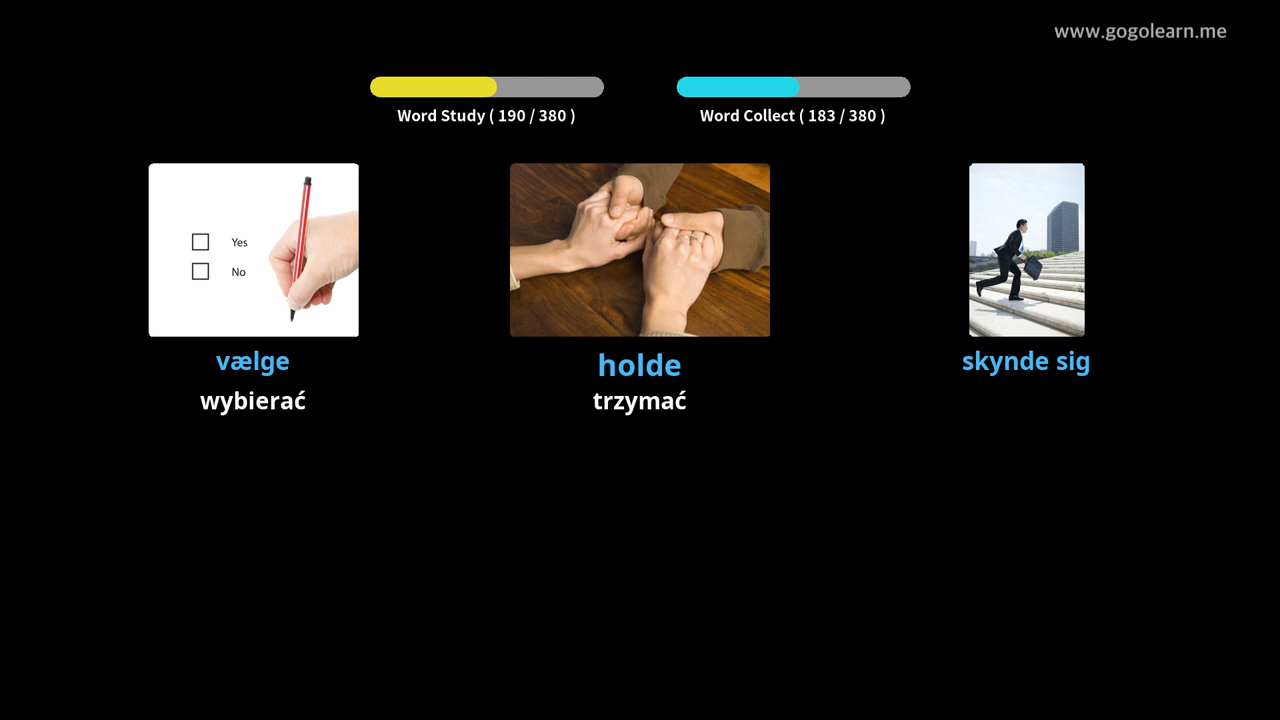 www.gogolearn.me
Word Study ( 190 / 380 )
Word Collect ( 183 / 380 )
Yes
No
vælge
wybierać
holde
trzymać
skynde sig